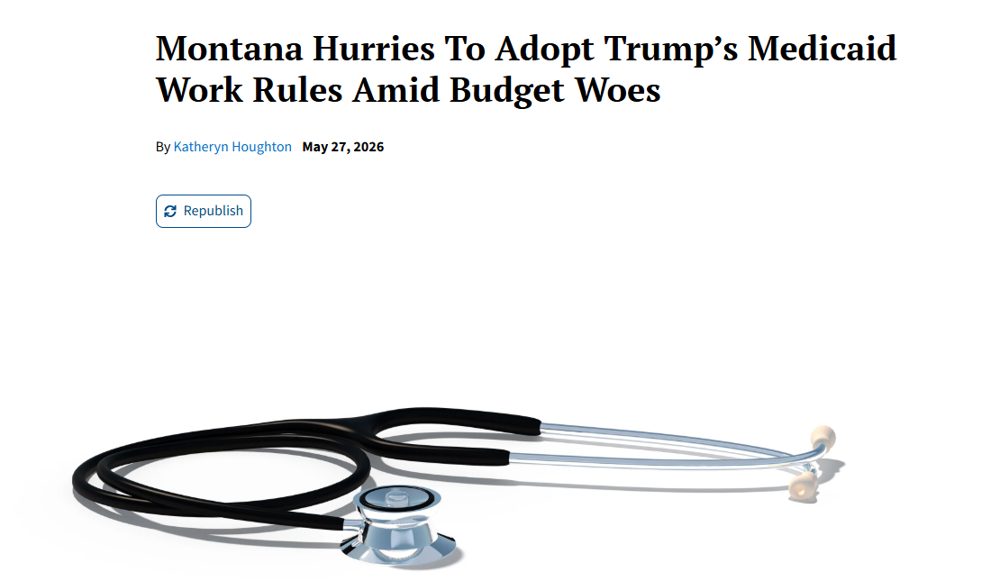 Montana Hurries To Adopt Trump’s Medicaid
Work Rules Amid Budget Woes
By Katheryn Houghton May 27, 2026
Republish